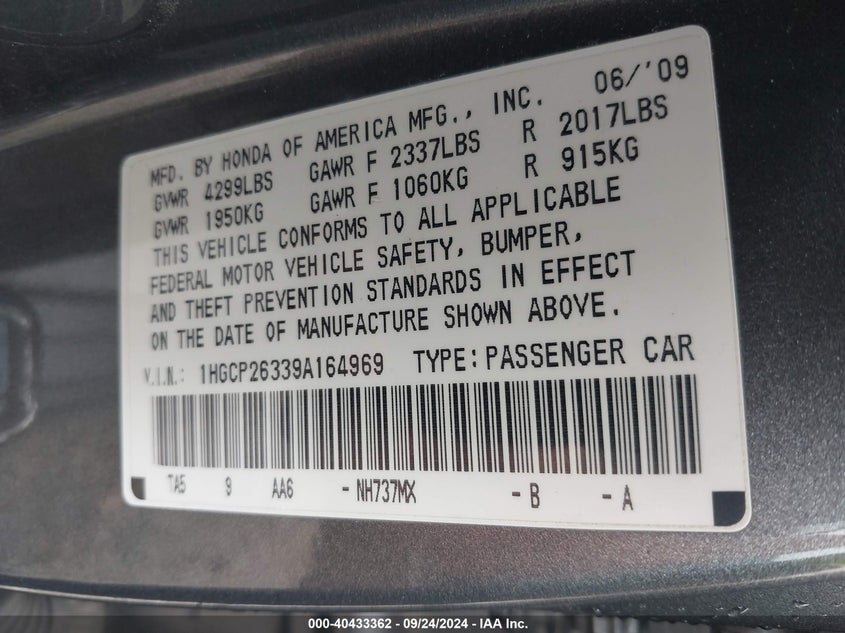 06/'09
MFD. BY HONDA OF AMERICA MFG., INC.
GVWR 4299LBS GAWR F 2337LBS R 2017LBS
GVWR 1950KG GAWR F 1060KG R 915KG
THIS VEHICLE CONFORMS TO ALL APPLICABLE
FEDERAL MOTOR VEHICLE SAFETY, BUMPER,
AND THEFT PREVENTION STANDARDS IN EFFECT
ON THE DATE OF MANUFACTURE SHOWN ABOVE.
V.I.N.: 1HGCP26339A164969 TYPE:PASSENGER CAR
TA5 9 AA6 -NH737MX -B -A
000-40433362 - 09/24/2024 - IAA Inc.